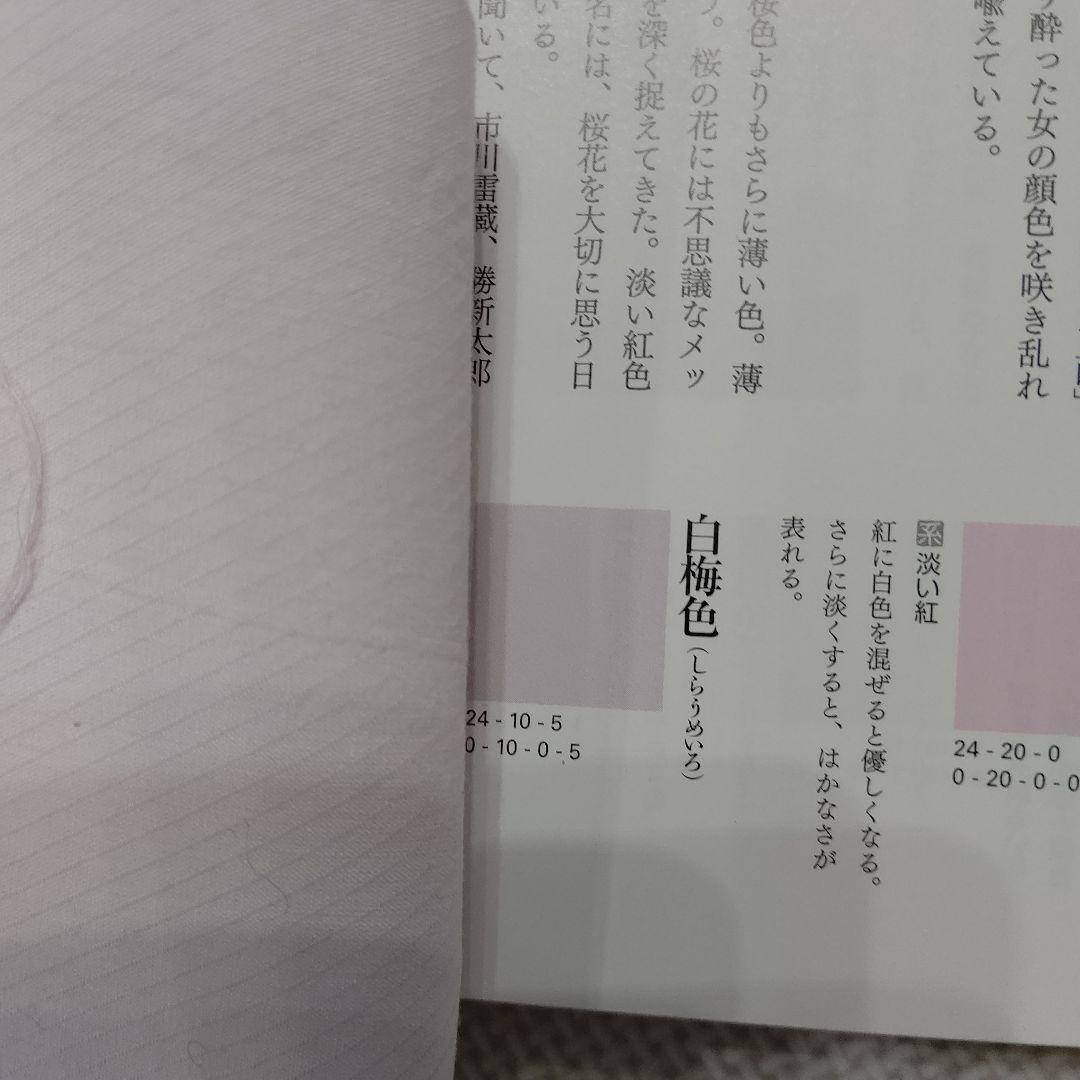 酔った女の顔色を咲き乱れ
喩えている。
桜色よりもさらに薄い色。薄
。桜の花には不思議なメッ
を深く捉えてきた。淡い紅色
名には、桜花を大切に思う日
いる。
聞いて、市川雷蔵、勝新太郎
24-20-0
0-20-0-0
系 淡い紅
紅に白色を混ぜると優しくなる。
さらに淡くすると、はかなさが
表れる。
白梅色(しらうめいろ)
24-10-5
0-10-0-5